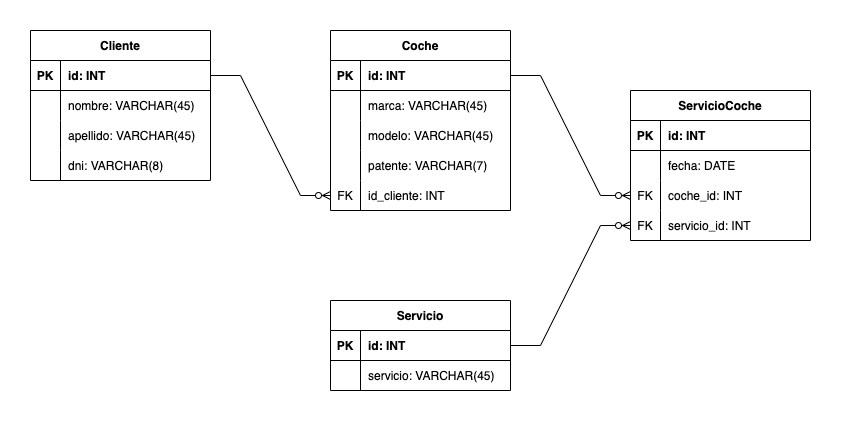 Cliente
PK id: INT
nombre: VARCHAR(45)
apellido: VARCHAR(45)
dni: VARCHAR(8)
Coche
PK id: INT
marca: VARCHAR(45)
modelo: VARCHAR(45)
patente: VARCHAR(7)
FK id_cliente: INT
ServicioCoche
PK id: INT
fecha: DATE
FK coche_id: INT
FK servicio_id: INT
Servicio
PK id: INT
servicio: VARCHAR(45)